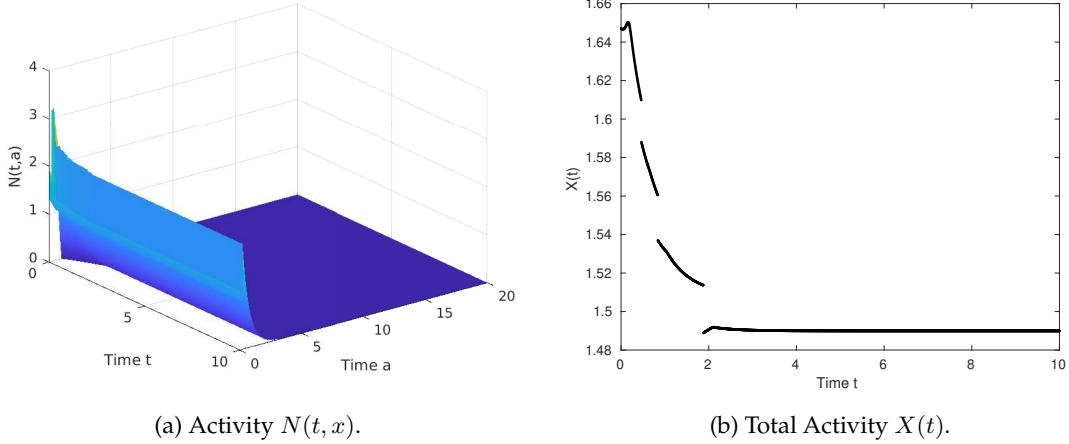 4
3
2
1
0
N(t,a)
0
5
10
Time t
0
5
10
15
20
Time a
1.66
1.64
1.62
1.6
1.58
1.56
1.54
1.52
1.5
1.48
X(t)
0 2 4 6 8 10
Time t
(a) Activity N(t, x).
(b) Total Activity X(t).